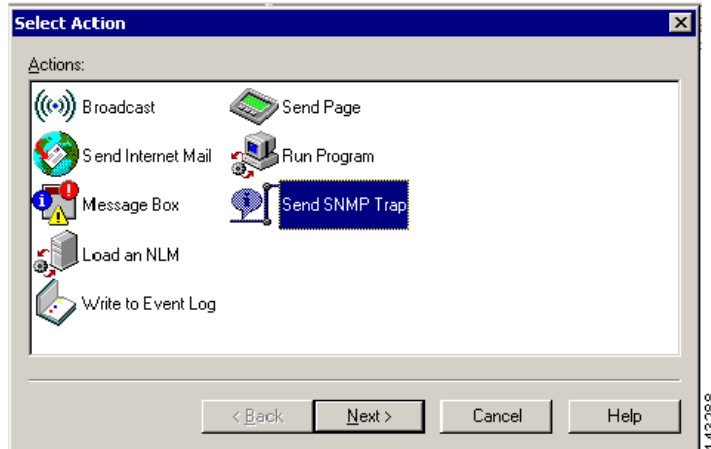 Select Action
Actions:
Broadcast
Send Internet Mail
Message Box
Load an NLM
Write to Event Log
Send Page
Run Program
Send SNMP Trap
< Back
Next >
Cancel
Help
143288